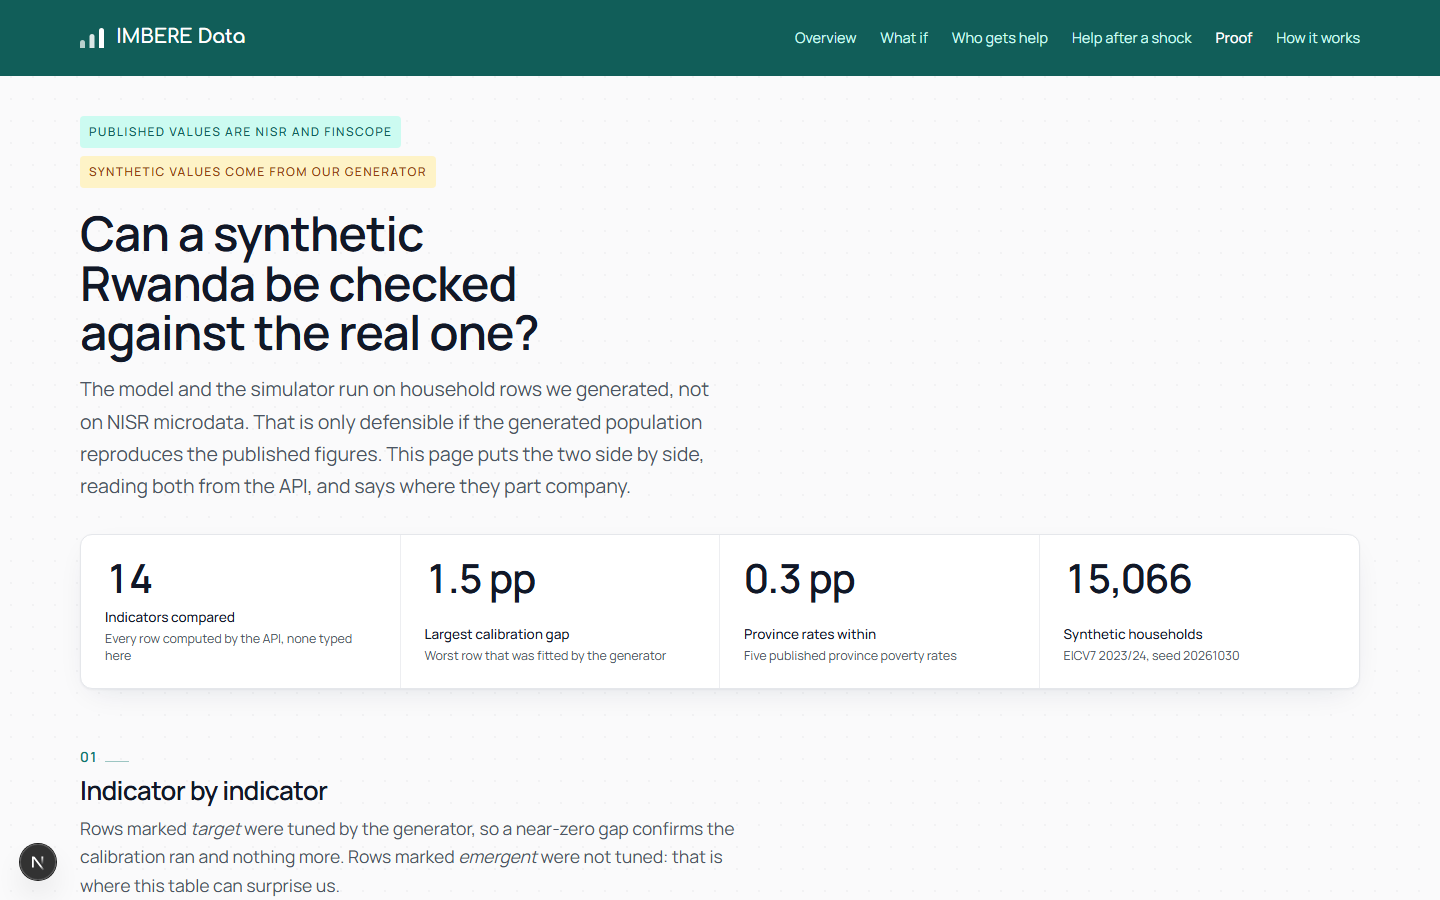 IMBERE Data
Overview What if Who gets help Help after a shock Proof How it works
PUBLISHED VALUES ARE NISR AND FINSCOPE
SYNTHETIC VALUES COME FROM OUR GENERATOR
Can a synthetic
Rwanda be checked
against the real one?
The model and the simulator run on household rows we generated, not
on NISR microdata. That is only defensible if the generated population
reproduces the published figures. This page puts the two side by side,
reading both from the API, and says where they part company.
14
Indicators compared
Every row computed by the API, none typed
here
1.5 pp
Largest calibration gap
Worst row that was fitted by the generator
0.3 pp
Province rates within
Five published province poverty rates
15,066
Synthetic households
EICV7 2023/24, seed 20261030
01
Indicator by indicator
Rows marked target were tuned by the generator, so a near-zero gap confirms the
calibration ran and nothing more. Rows marked emergent were not tuned: that is
where this table can surprise us.
N